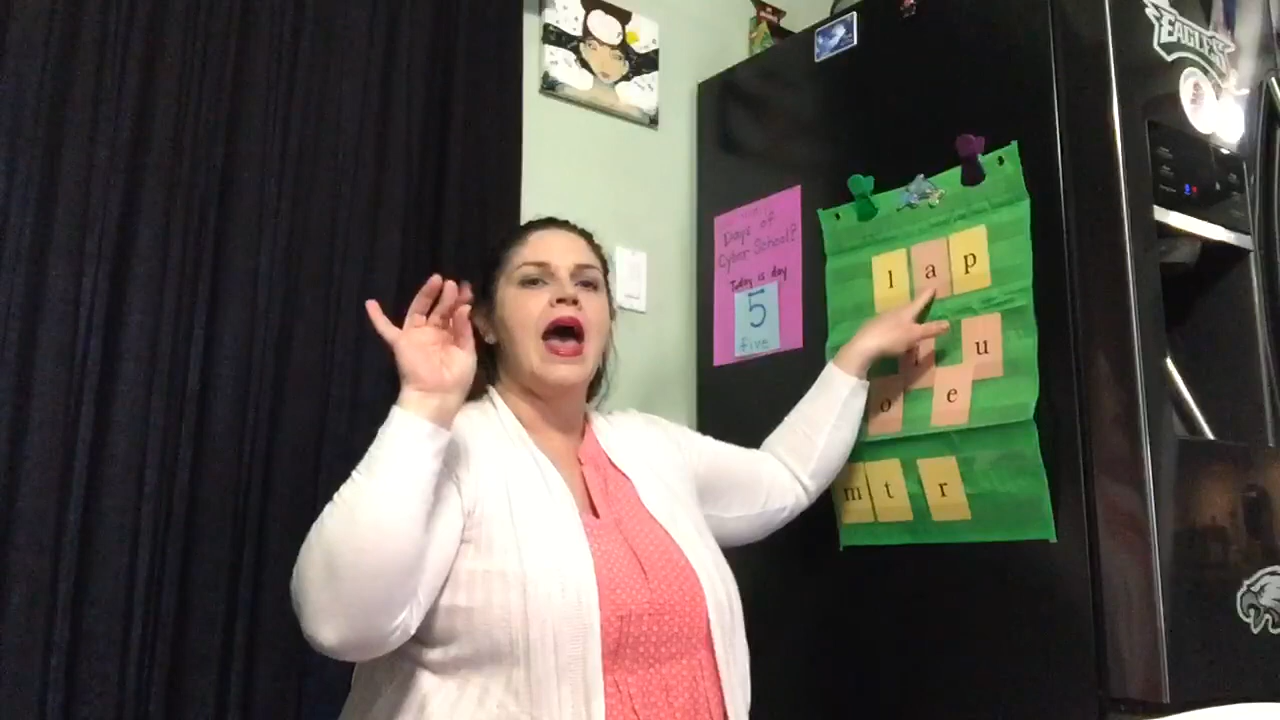 EAGLES
Days of
Cyber School?
Today is day
5
five
l a p
i u
o e
m t r